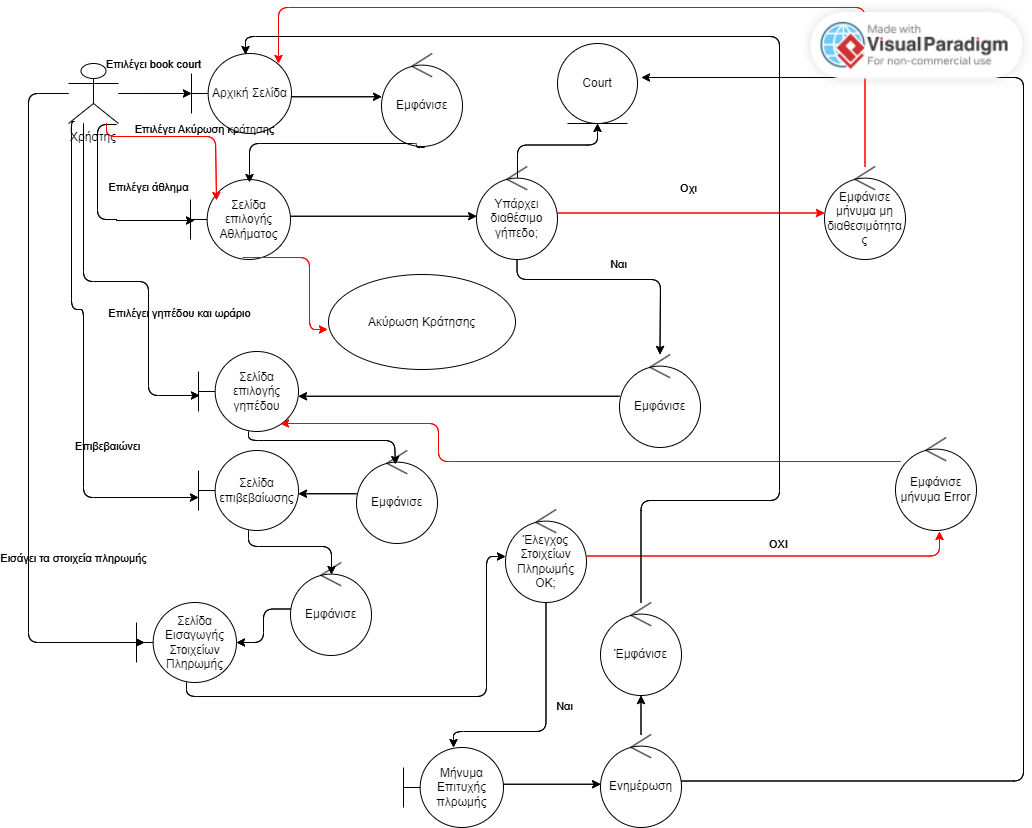 Made with
Visual Paradigm
For non-commercial use
Επιλέγει book court
Αρχική Σελίδα
Εμφάνισε
Court
Χρήστης
Επιλέγει Ακύρωση κράτησης
Επιλέγει άθλημα
Σελίδα
επιλογής
Αθλήματος
Υπάρχει
διαθέσιμο
γήπεδο;
Οχι
Εμφάνισε
μήνυμα μη
διαθεσιμότητα
ς
Ναι
Επιλέγει γηπέδου και ωράριο
Ακύρωση Κράτησης
Σελίδα
επιλογής
γηπέδου
Εμφάνισε
Επιβεβαιώνει
Σελίδα
επιβεβαίωσης
Εμφάνισε
Εμφάνισε
μήνυμα Error
Εισάγει τα στοιχεία πληρωμής
Έλεγχος
Στοιχείων
Πληρωμής
ΟΚ;
ΟΧΙ
Εμφάνισε
Σελίδα
Εισαγωγής
Στοιχείων
Πληρωμής
Έμφάνισε
Ναι
Μήνυμα
Επιτυχής
πλρωμής
Ενημέρωση